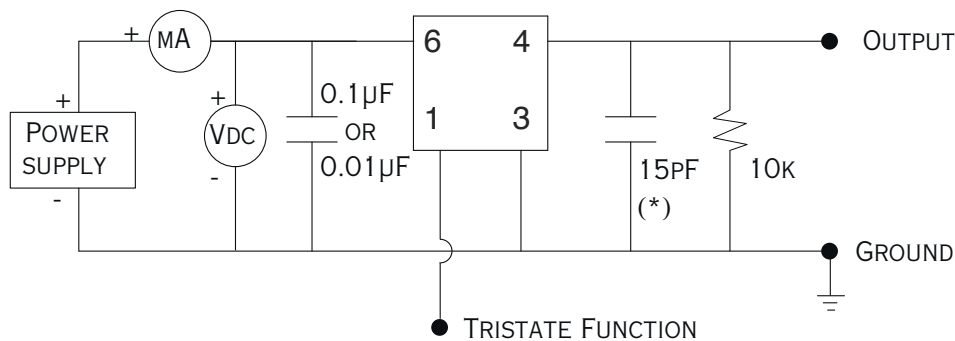 + mA
6 4
OUTPUT
+
POWER
SUPPLY
-
+
VDC
-
0.1µF
OR
0.01µF
1 3
15PF
(*)
10K
GROUND
TRISTATE FUNCTION